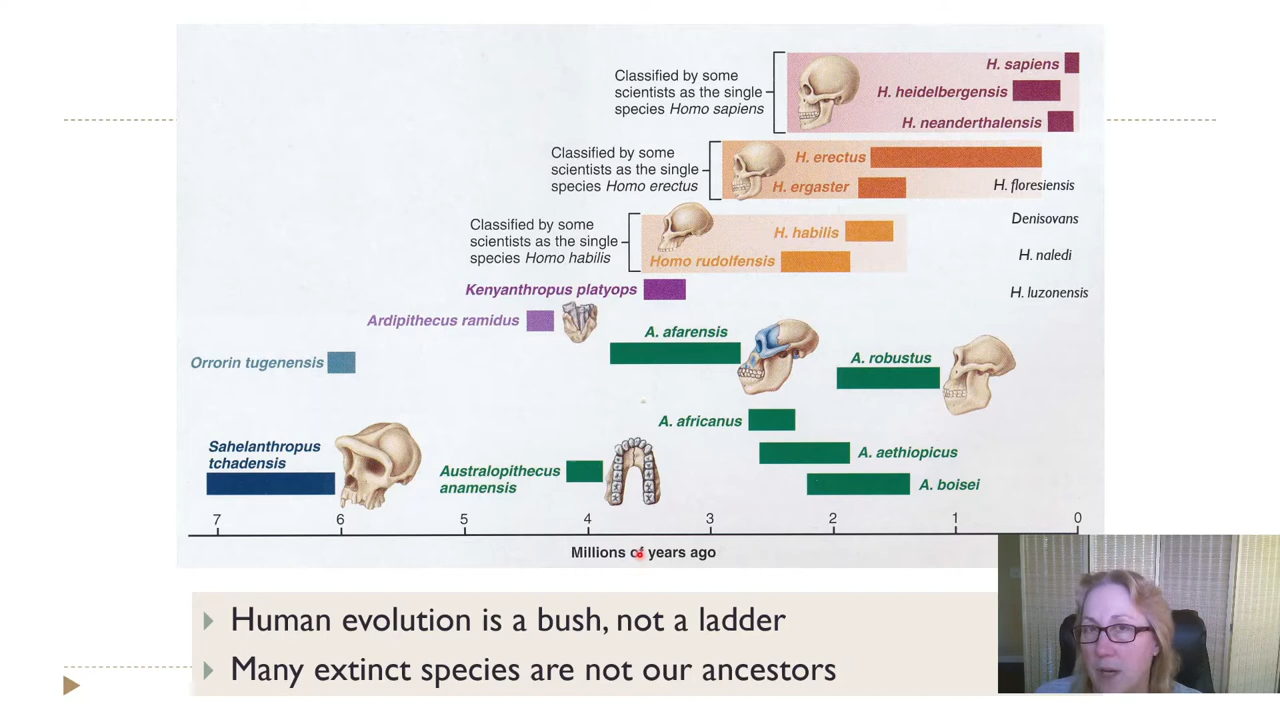 Classified by some
scientists as the single
species Homo sapiens
H. sapiens
H. heidelbergensis
H. neanderthalensis
Classified by some
scientists as the single
species Homo erectus
H. erectus
H. ergaster
H. floresiensis
Classified by some
scientists as the single
species Homo habilis
H. habilis
Homo rudolfensis
Denisovans
H. naledi
H. luzonensis
Kenyanthropus platyops
Ardipithecus ramidus
A. afarensis
Orrorin tugenensis
A. robustus
A. africanus
Sahelanthropus
tchadensis
Australopithecus
anamensis
A. aethiopicus
A. boisei
7 6 5 4 3 2 1 0
Millions of years ago
Human evolution is a bush, not a ladder
Many extinct species are not our ancestors